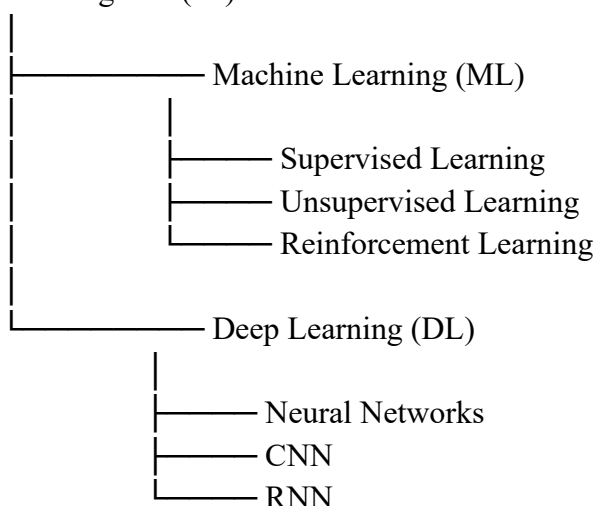 Machine Learning (ML)
Supervised Learning
Unsupervised Learning
Reinforcement Learning
Deep Learning (DL)
Neural Networks
CNN
RNN